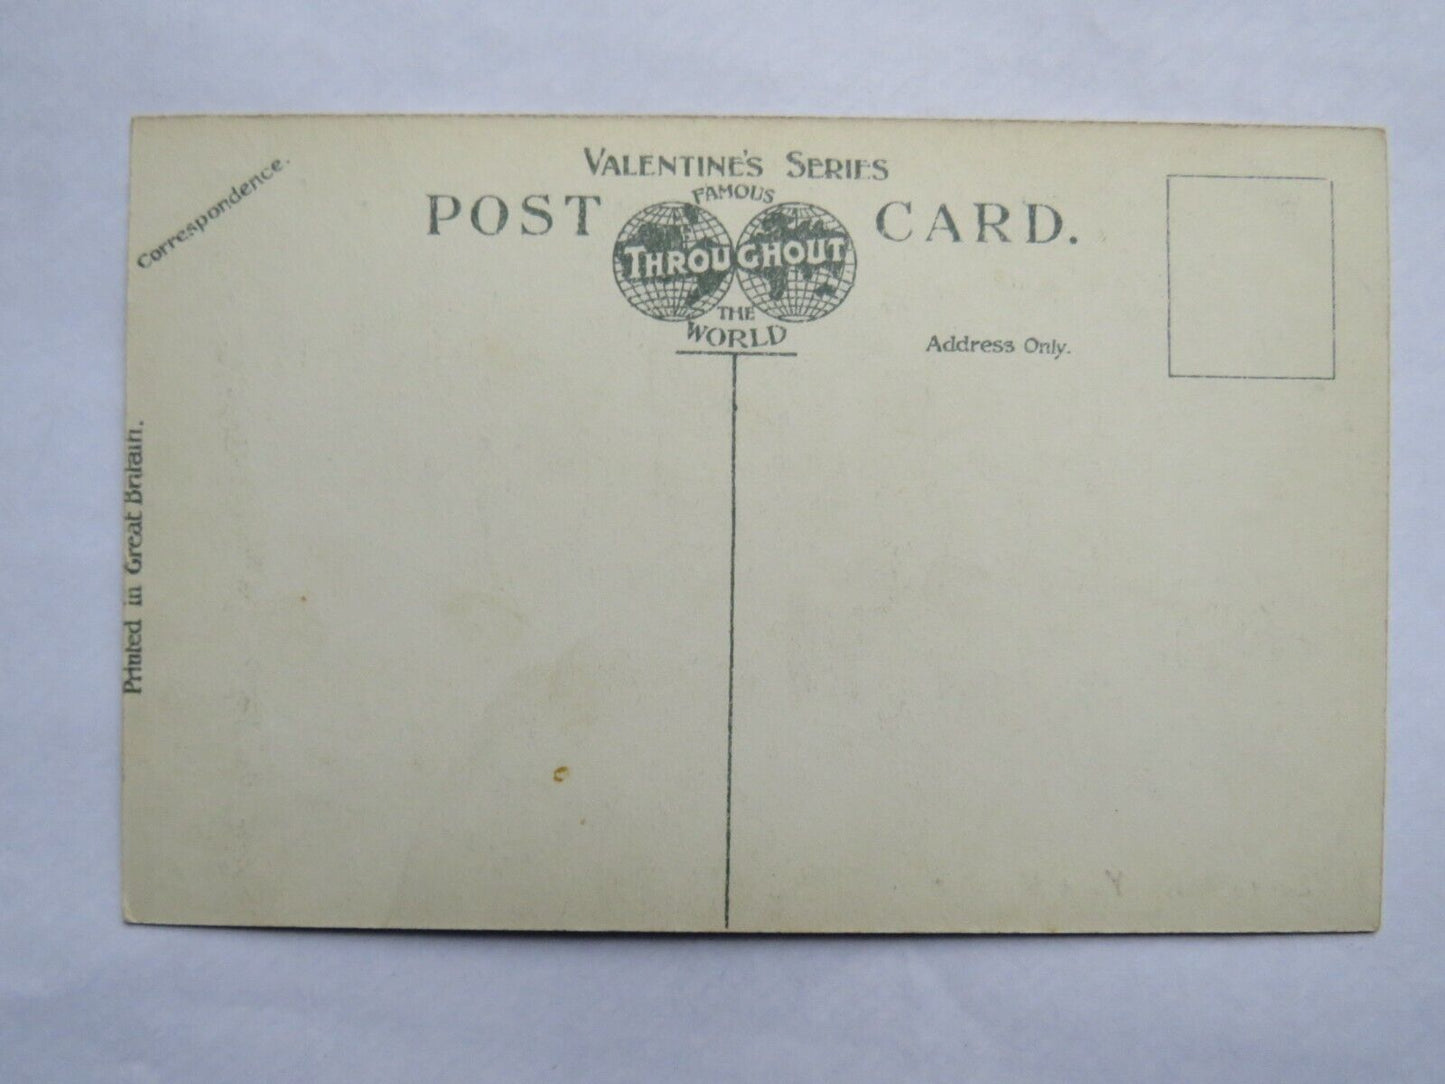 Correspondence.
VALENTINE'S SERIES
POST CARD.
FAMOUS
THROUGHOUT
THE
WORLD
Address Only.
Printed in Great Britain.